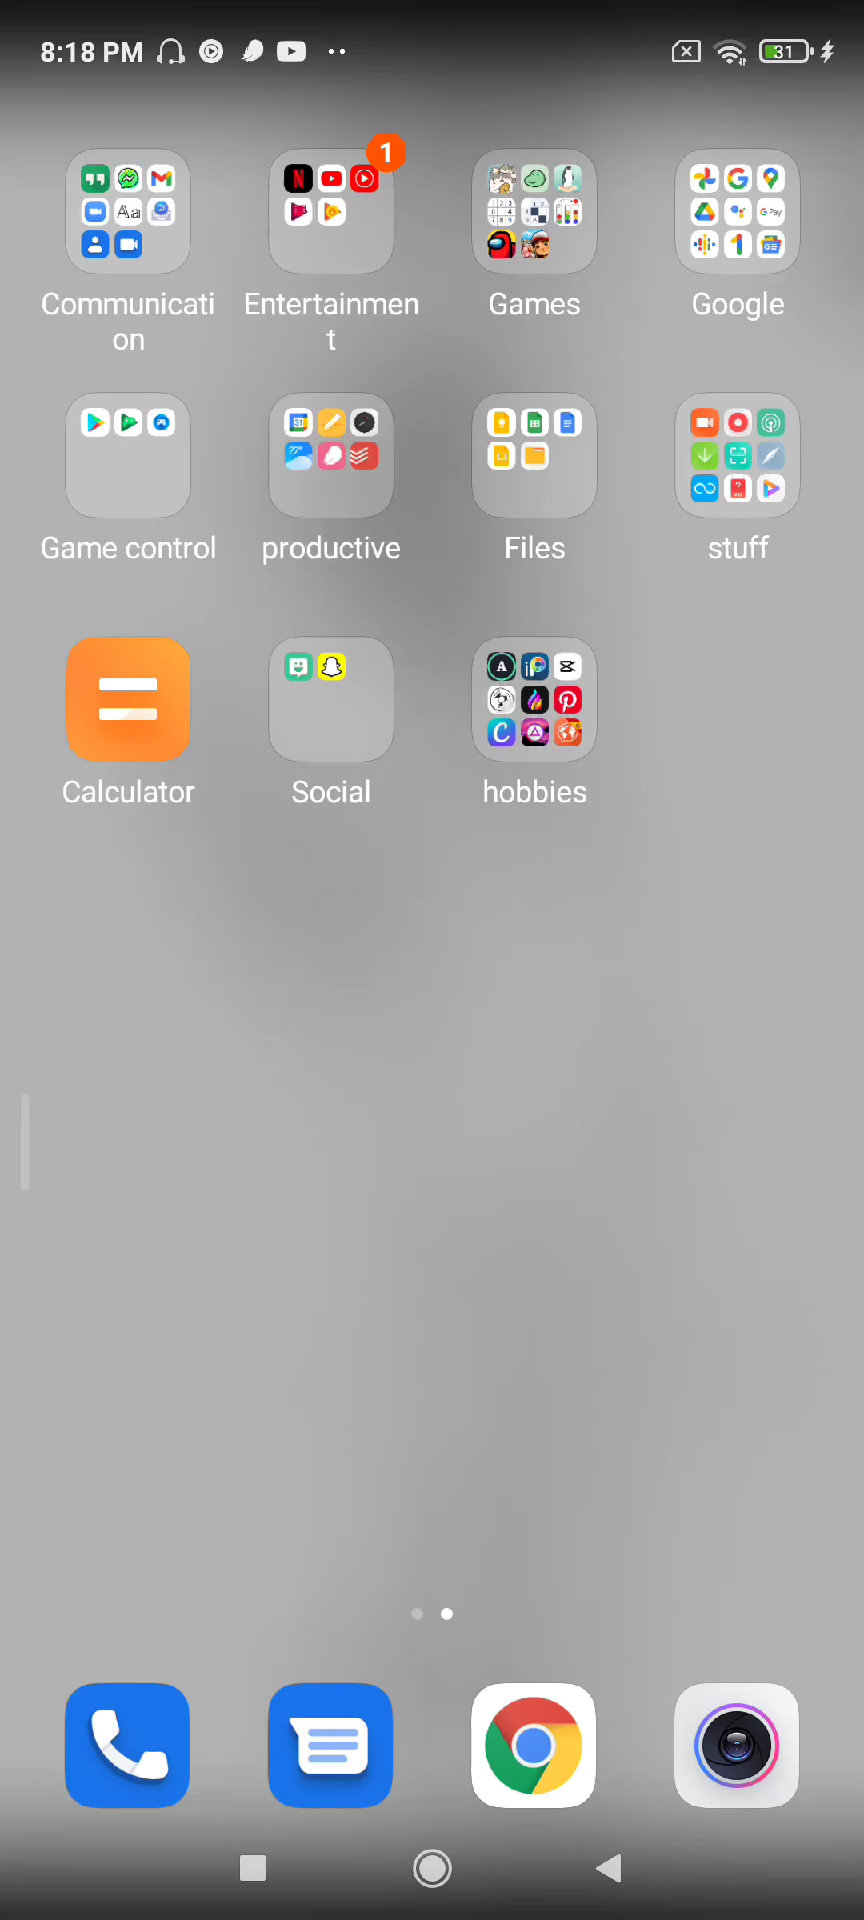 8:18 PM
31
1
Communicati
on
Entertainmen
t
Games
Google
Game control
productive
Files
stuff
Calculator
Social
hobbies